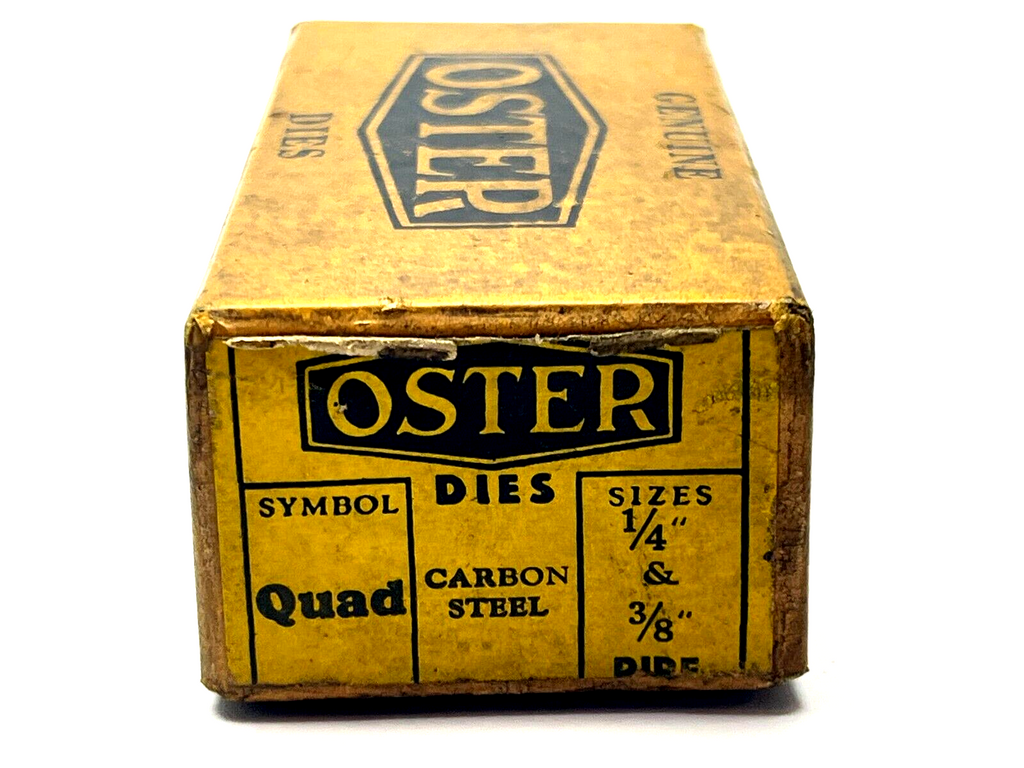 GENUINE
OSTER
DIES
OSTER
DIES
SYMBOL
Quad
CARBON
STEEL
SIZES
1/4"
&
3/8"
PIPE